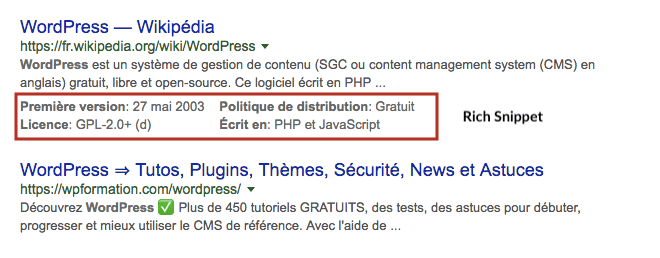 WordPress — Wikipédia
https://fr.wikipedia.org/wiki/WordPress
WordPress est un système de gestion de contenu (SGC ou content management system (CMS) en
anglais) gratuit, libre et open-source. Ce logiciel écrit en PHP ...
Première version: 27 mai 2003 Politique de distribution: Gratuit
Licence: GPL-2.0+ (d) Écrit en: PHP et JavaScript
Rich Snippet
WordPress ⇒ Tutos, Plugins, Thèmes, Sécurité, News et Astuces
https://wpformation.com/wordpress/
Découvrez WordPress ✅ Plus de 450 tutoriels GRATUITS, des tests, des astuces pour débuter,
progresser et mieux utiliser le CMS de référence. Avec l'aide de ...